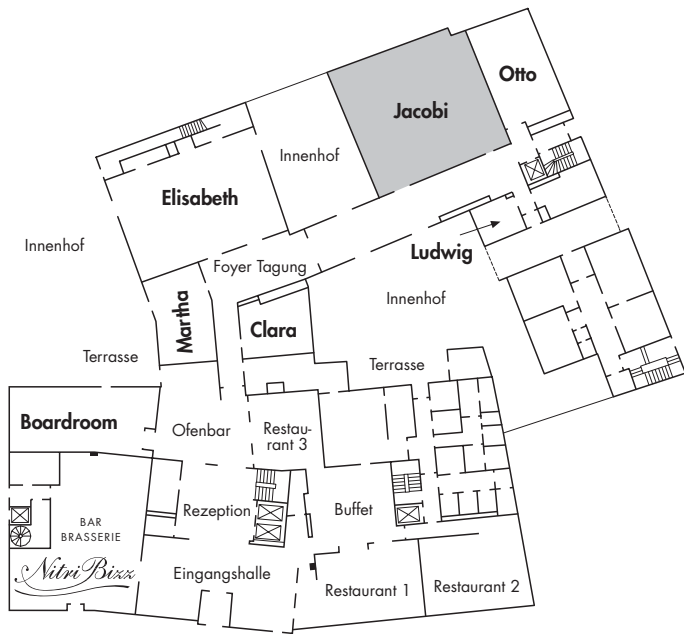 Otto
Jacobi
Innenhof
Elisabeth
Innenhof
Ludwig
Foyer Tagung
Innenhof
Martha
Clara
Terrasse
Terrasse
Boardroom
Ofenbar
Restau-
rant 3
Rezeption
Buffet
BAR
BRASSERIE
NitriBizz
Eingangshalle
Restaurant 1
Restaurant 2